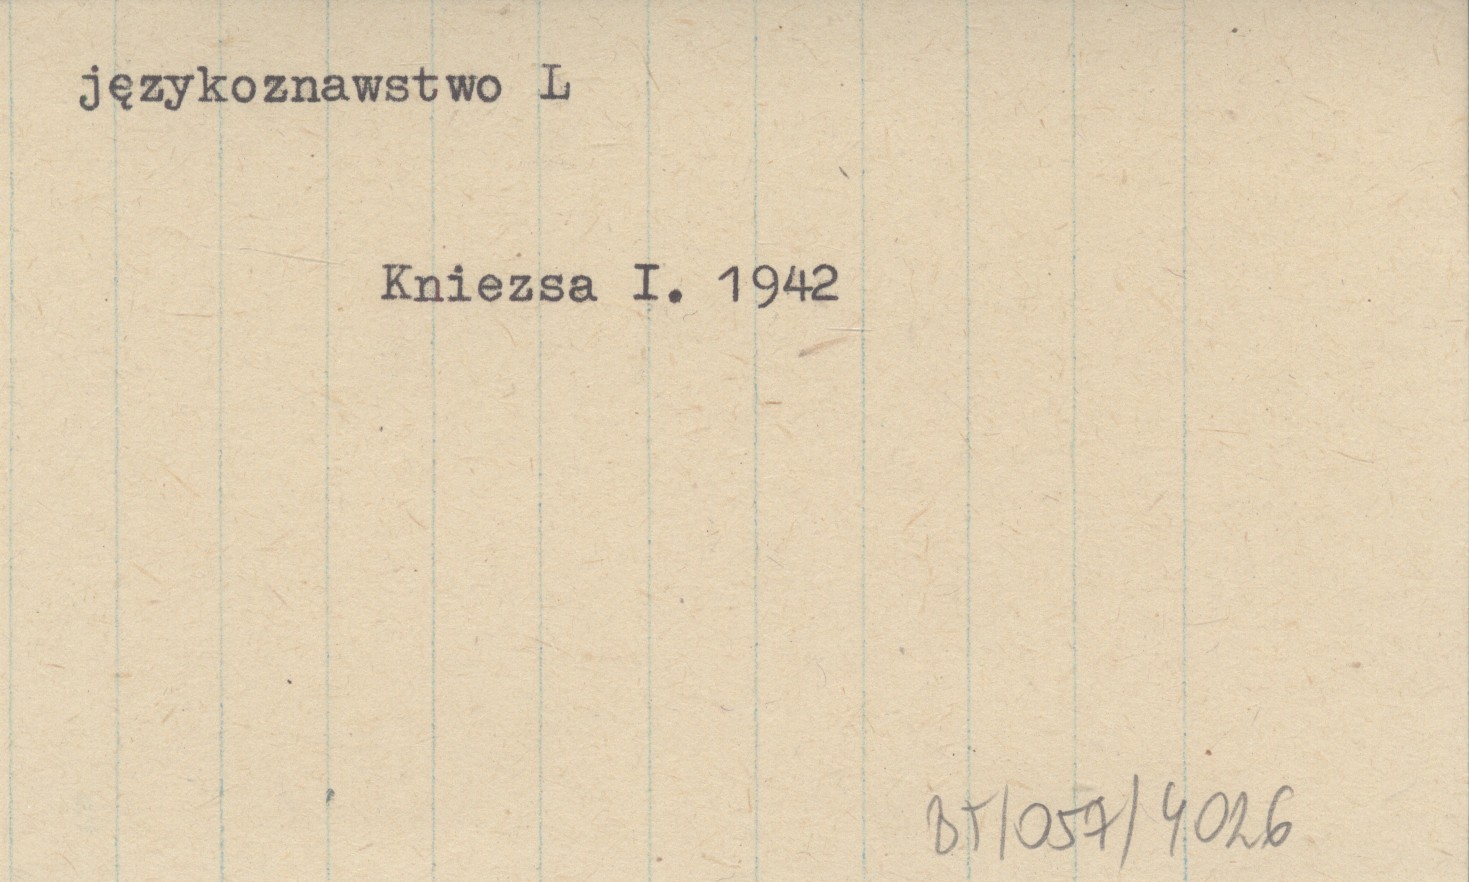 językoznawstwo L
Kniezsa I. 1942
BT/057/4026